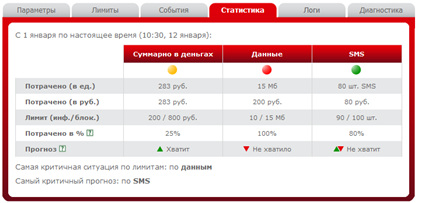 Параметры Лимиты События Статистика Логи Диагностика
С 1 января по настоящее время (10:30, 12 января):
Суммарно в деньгах Данные SMS
Потрачено (в ед.) 283 руб. 15 Мб 80 шт. SMS
Потрачено (в руб.) 283 руб. 200 руб. 80 руб.
Лимит (инф./блок.) 200 / 800 руб. 10 / 15 Мб 90 / 100 шт.
Потрачено в % ? 25% 100% 80%
Прогноз ? Хватит Не хватило Не хватит
Самая критичная ситуация по лимитам: по данным
Самый критичный прогноз: по SMS